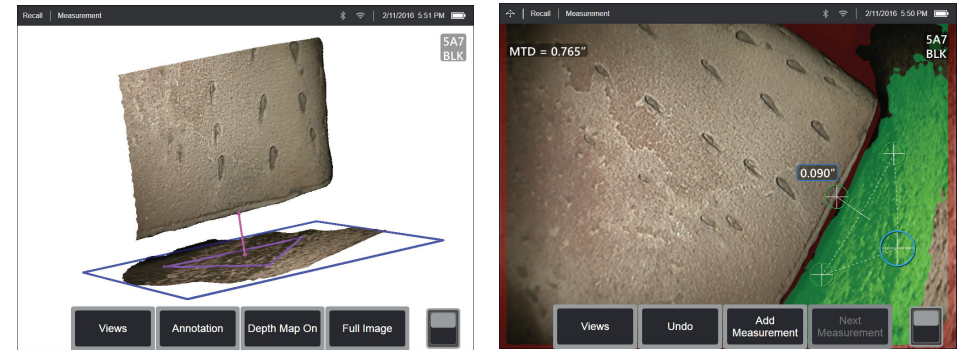 Recall Measurement 2/11/2016 5:51 PM
5A7
BLK
Views Annotation Depth Map On Full Image
Recall Measurement 2/11/2016 5:50 PM
MTD = 0.765"
5A7
BLK
0.090"
Views Undo Add Measurement Next Measurement